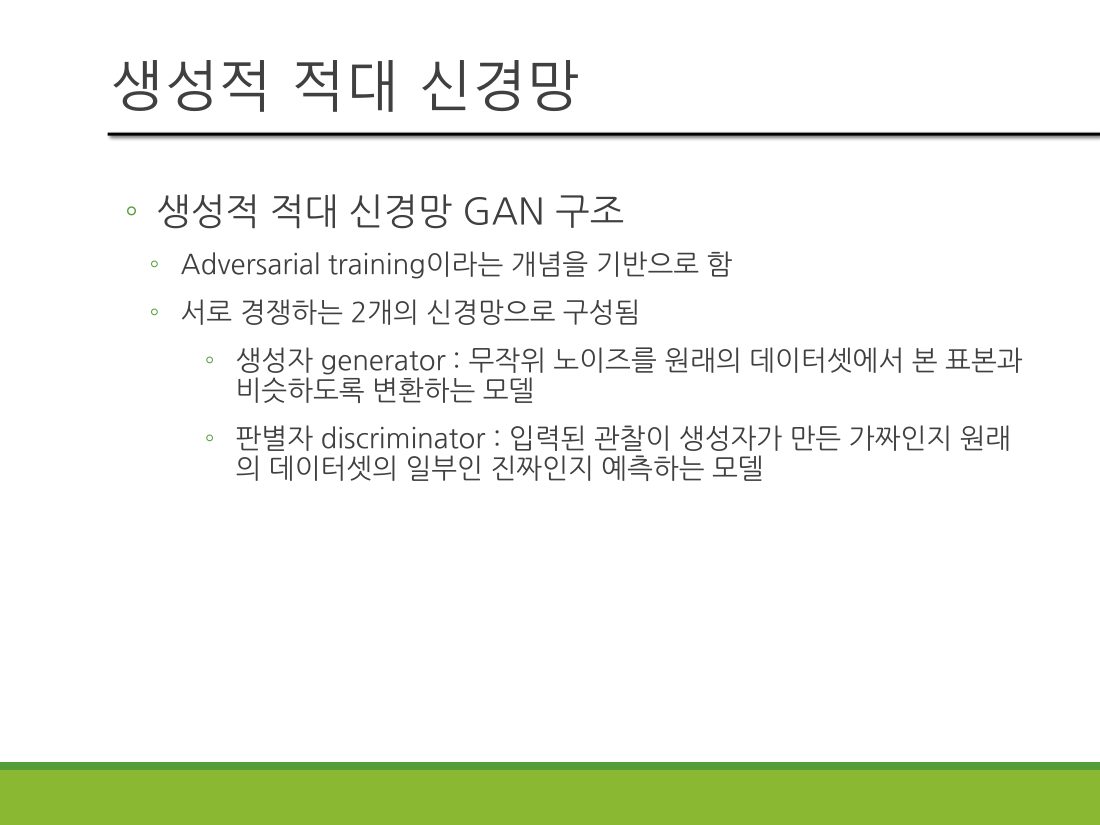 생성적 적대 신경망
◦ 생성적 적대 신경망 GAN 구조
◦ Adversarial training이라는 개념을 기반으로 함
◦ 서로 경쟁하는 2개의 신경망으로 구성됨
◦ 생성자 generator : 무작위 노이즈를 원래의 데이터셋에서 본 표본과
비슷하도록 변환하는 모델
◦ 판별자 discriminator : 입력된 관찰이 생성자가 만든 가짜인지 원래
의 데이터셋의 일부인 진짜인지 예측하는 모델